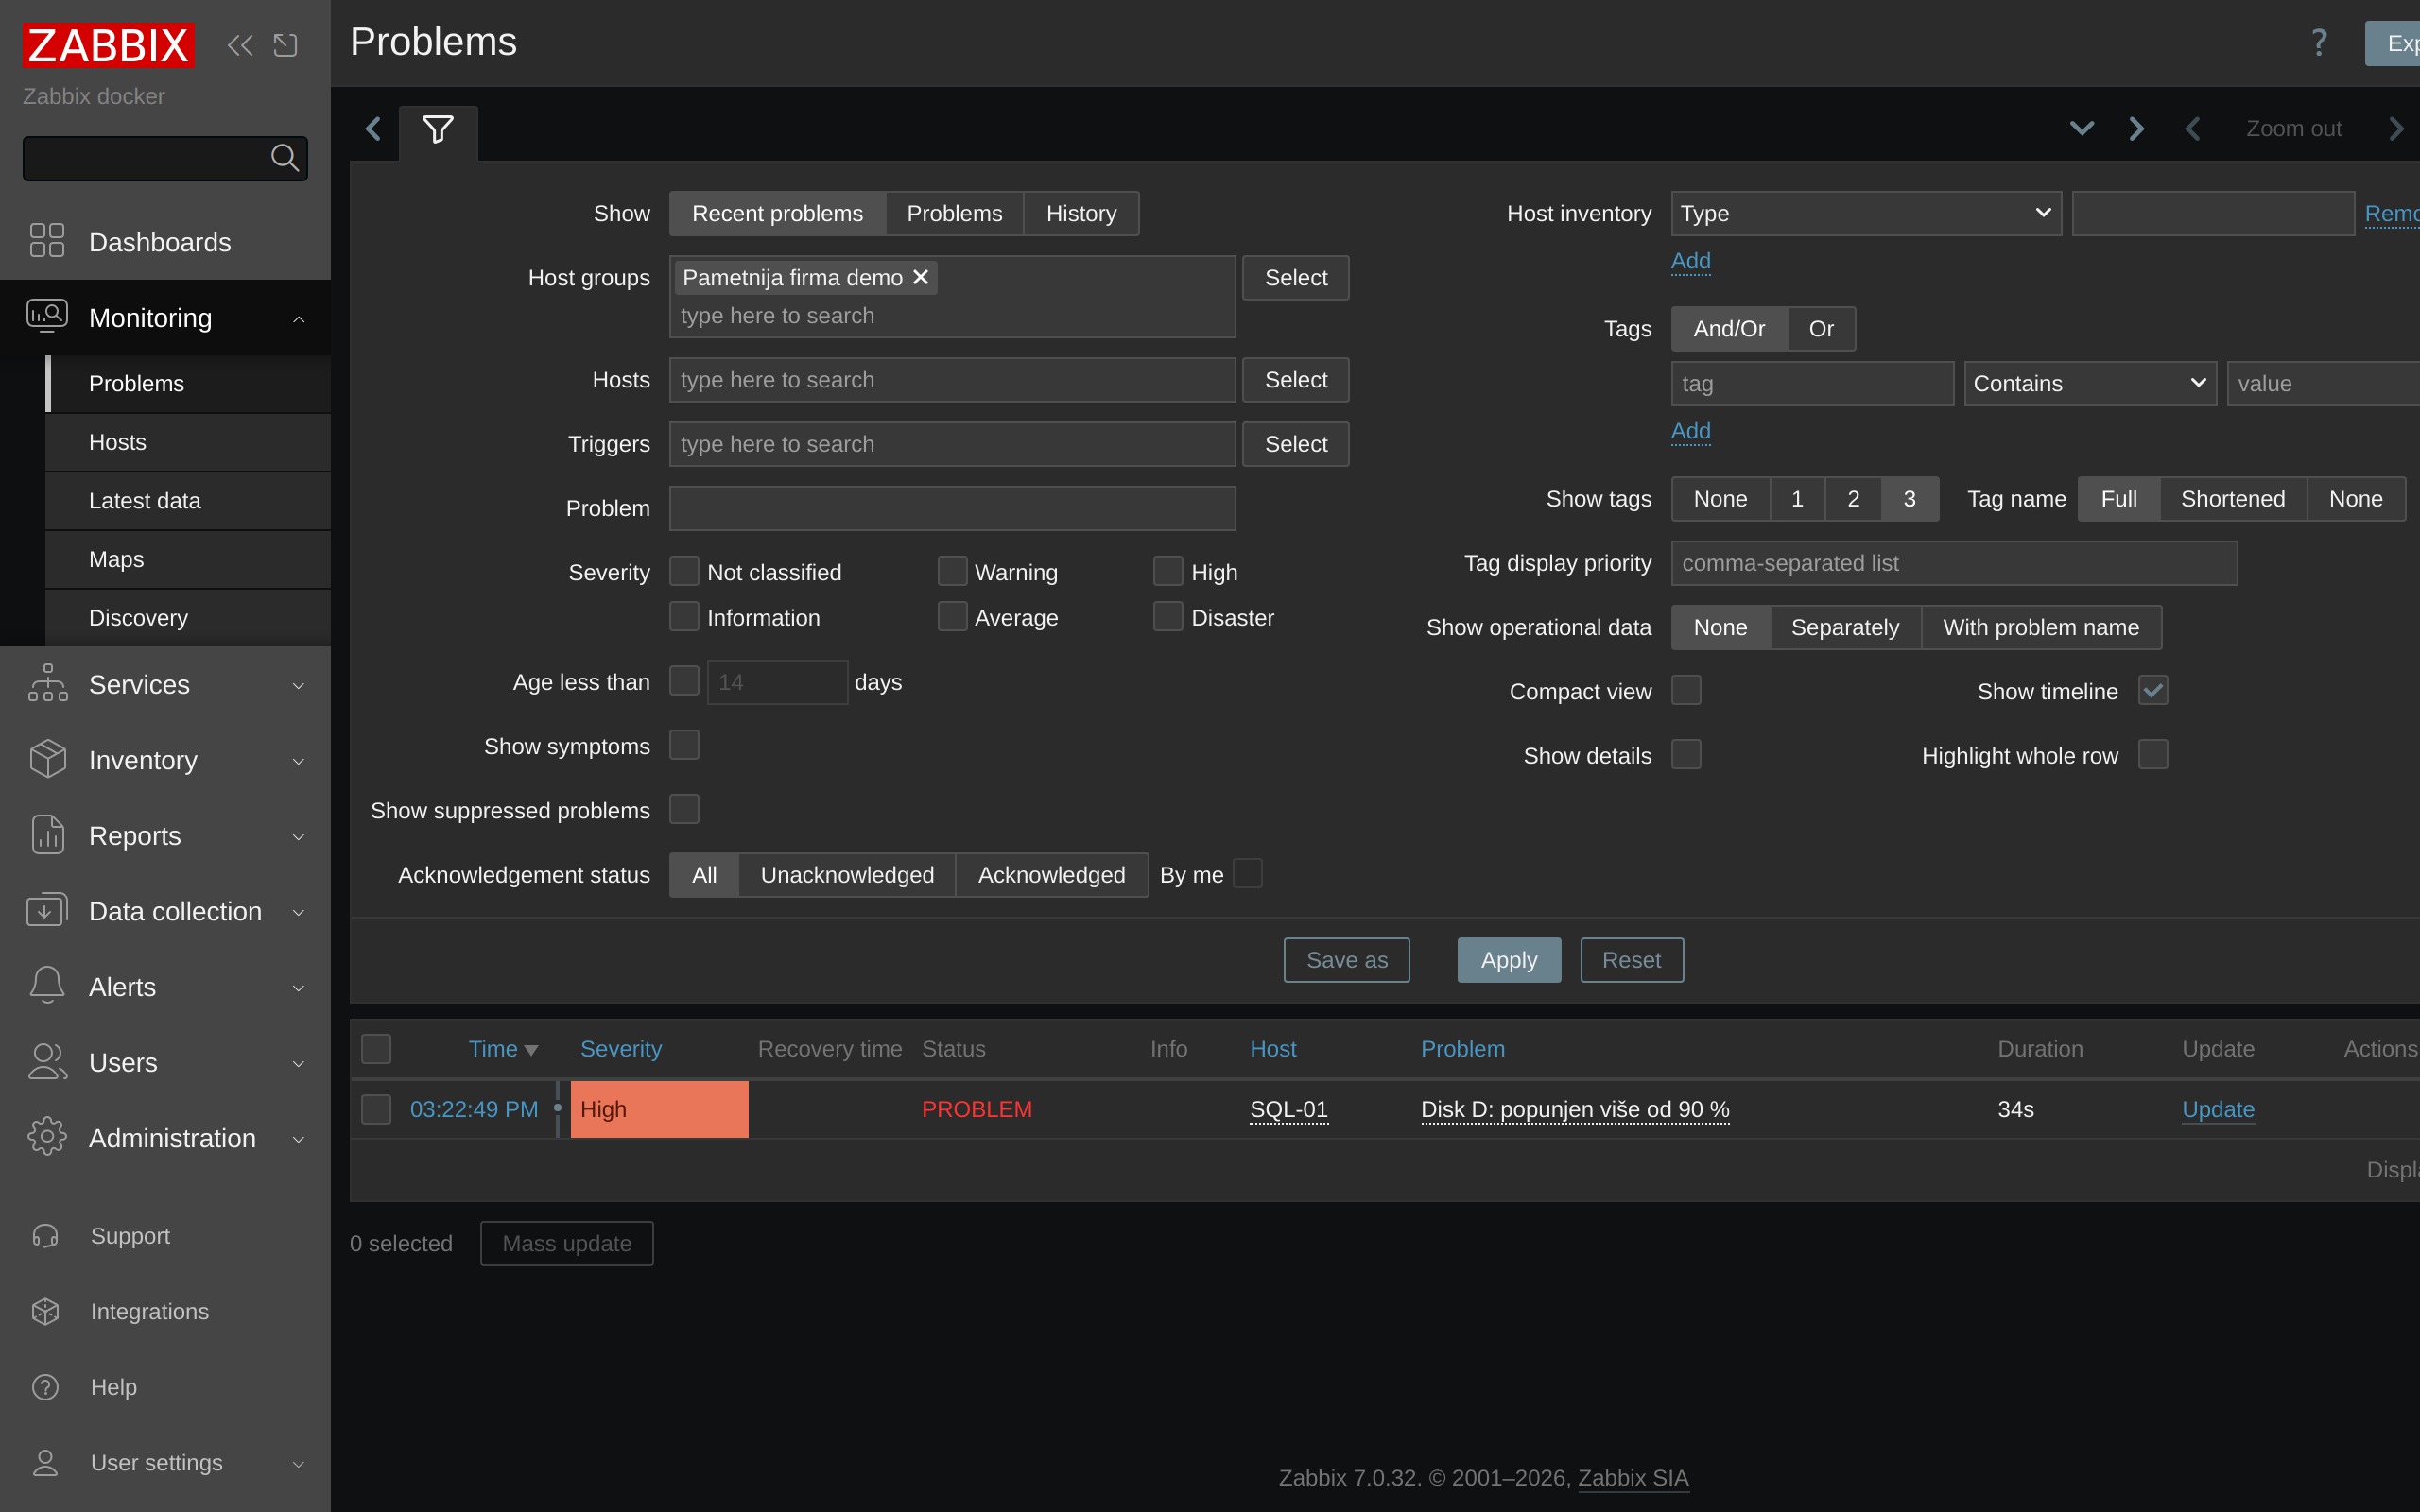 ZABBIX
Zabbix docker
Dashboards
Monitoring
Problems
Hosts
Latest data
Maps
Discovery
Services
Inventory
Reports
Data collection
Alerts
Users
Administration
Support
Integrations
Help
User settings
Problems
? Exp
Zoom out
Show Recent problems Problems History
Host groups Pametnija firma demo Select
type here to search
Hosts type here to search Select
Triggers type here to search Select
Problem
Severity Not classified Warning High
Information Average Disaster
Age less than 14 days
Show symptoms
Show suppressed problems
Acknowledgement status All Unacknowledged Acknowledged By me
Host inventory Type Remo
Add
Tags And/Or Or
tag Contains value
Add
Show tags None 1 2 3 Tag name Full Shortened None
Tag display priority comma-separated list
Show operational data None Separately With problem name
Compact view Show timeline
Show details Highlight whole row
Save as Apply Reset
Time Severity Recovery time Status Info Host Problem Duration Update Actions
03:22:49 PM High PROBLEM SQL-01 Disk D: popunjen više od 90 % 34s Update
Displa
0 selected Mass update
Zabbix 7.0.32. © 2001–2026, Zabbix SIA